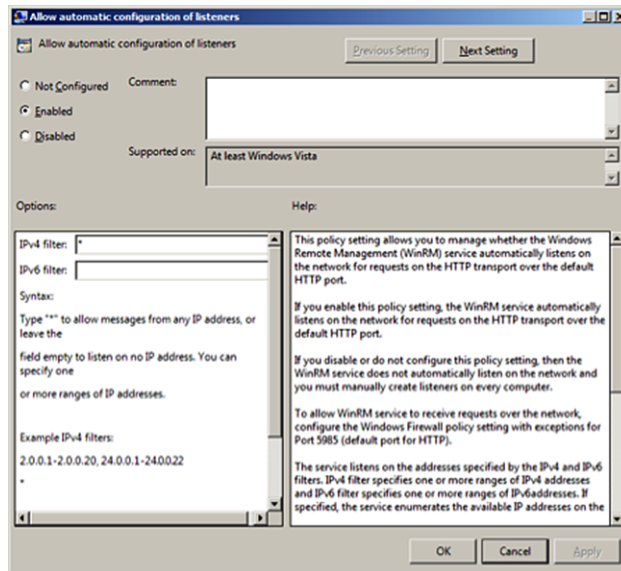 Allow automatic configuration of listeners
Allow automatic configuration of listeners
Previous Setting
Next Setting
Not Configured
Enabled
Disabled
Comment:
Supported on:
At least Windows Vista
Options:
IPv4 filter: *
IPv6 filter:
Syntax:
Type "*" to allow messages from any IP address, or
leave the
field empty to listen on no IP address. You can
specify one
or more ranges of IP addresses.
Example IPv4 filters:
2.0.0.1-2.0.0.20, 24.0.0.1-24.0.0.22
*
Help:
This policy setting allows you to manage whether the Windows
Remote Management (WinRM) service automatically listens on
the network for requests on the HTTP transport over the default
HTTP port.
If you enable this policy setting, the WinRM service automatically
listens on the network for requests on the HTTP transport over the
default HTTP port.
If you disable or do not configure this policy setting, then the
WinRM service does not automatically listen on the network and
you must manually create listeners on every computer.
To allow WinRM service to receive requests over the network,
configure the Windows Firewall policy setting with exceptions for
Port 5985 (default port for HTTP).
The service listens on the addresses specified by the IPv4 and IPv6
filters. IPv4 filter specifies one or more ranges of IPv4 addresses
and IPv6 filter specifies one or more ranges of IPv6addresses. If
specified, the service enumerates the available IP addresses on the
OK
Cancel
Apply